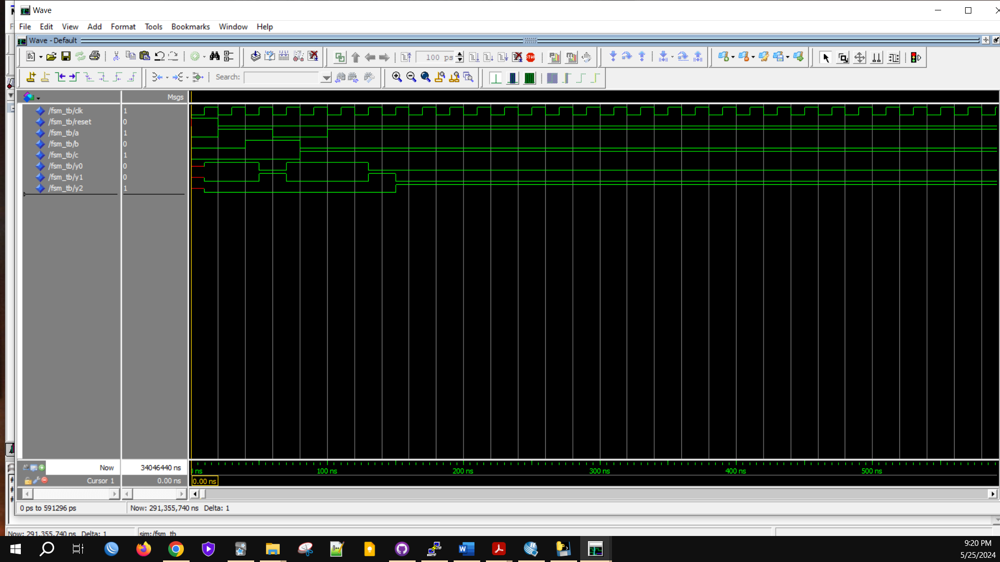 Wave
File Edit View Add Format Tools Bookmarks Window Help
Wave - Default
100 ps
STOP
Search:
Msgs
/fsm_tb/clk 1
/fsm_tb/reset 0
/fsm_tb/a 1
/fsm_tb/b 0
/fsm_tb/c 1
/fsm_tb/y0 0
/fsm_tb/y1 0
/fsm_tb/y2 1
Now 34046440 ns
ns 100 ns 200 ns 300 ns 400 ns 500 ns
Cursor 1 0.00 ns 0.00 ns
0 ps to 591296 ps Now: 291,355,740 ns Delta: 1
Now: 291,355,740 ns Delta: 1 sim:/fsm_tb
9:20 PM
5/25/2024